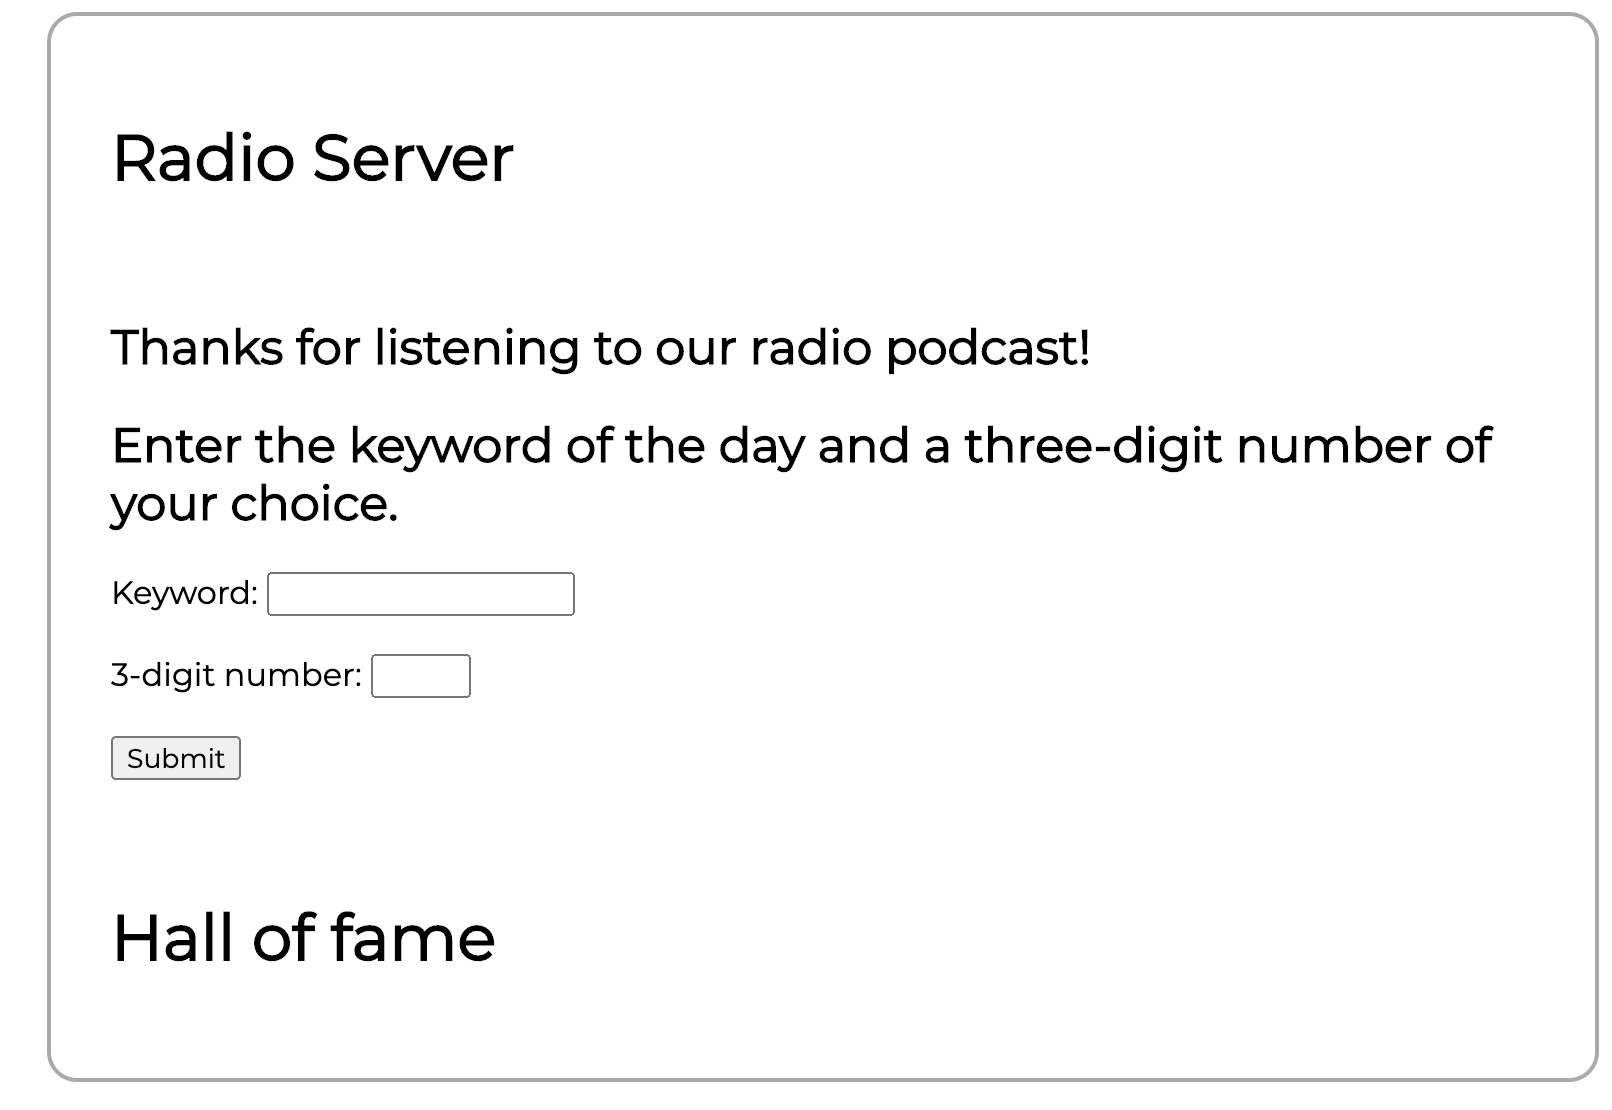 Radio Server
Thanks for listening to our radio podcast!
Enter the keyword of the day and a three-digit number of
your choice.
Keyword:
3-digit number:
Submit
Hall of fame